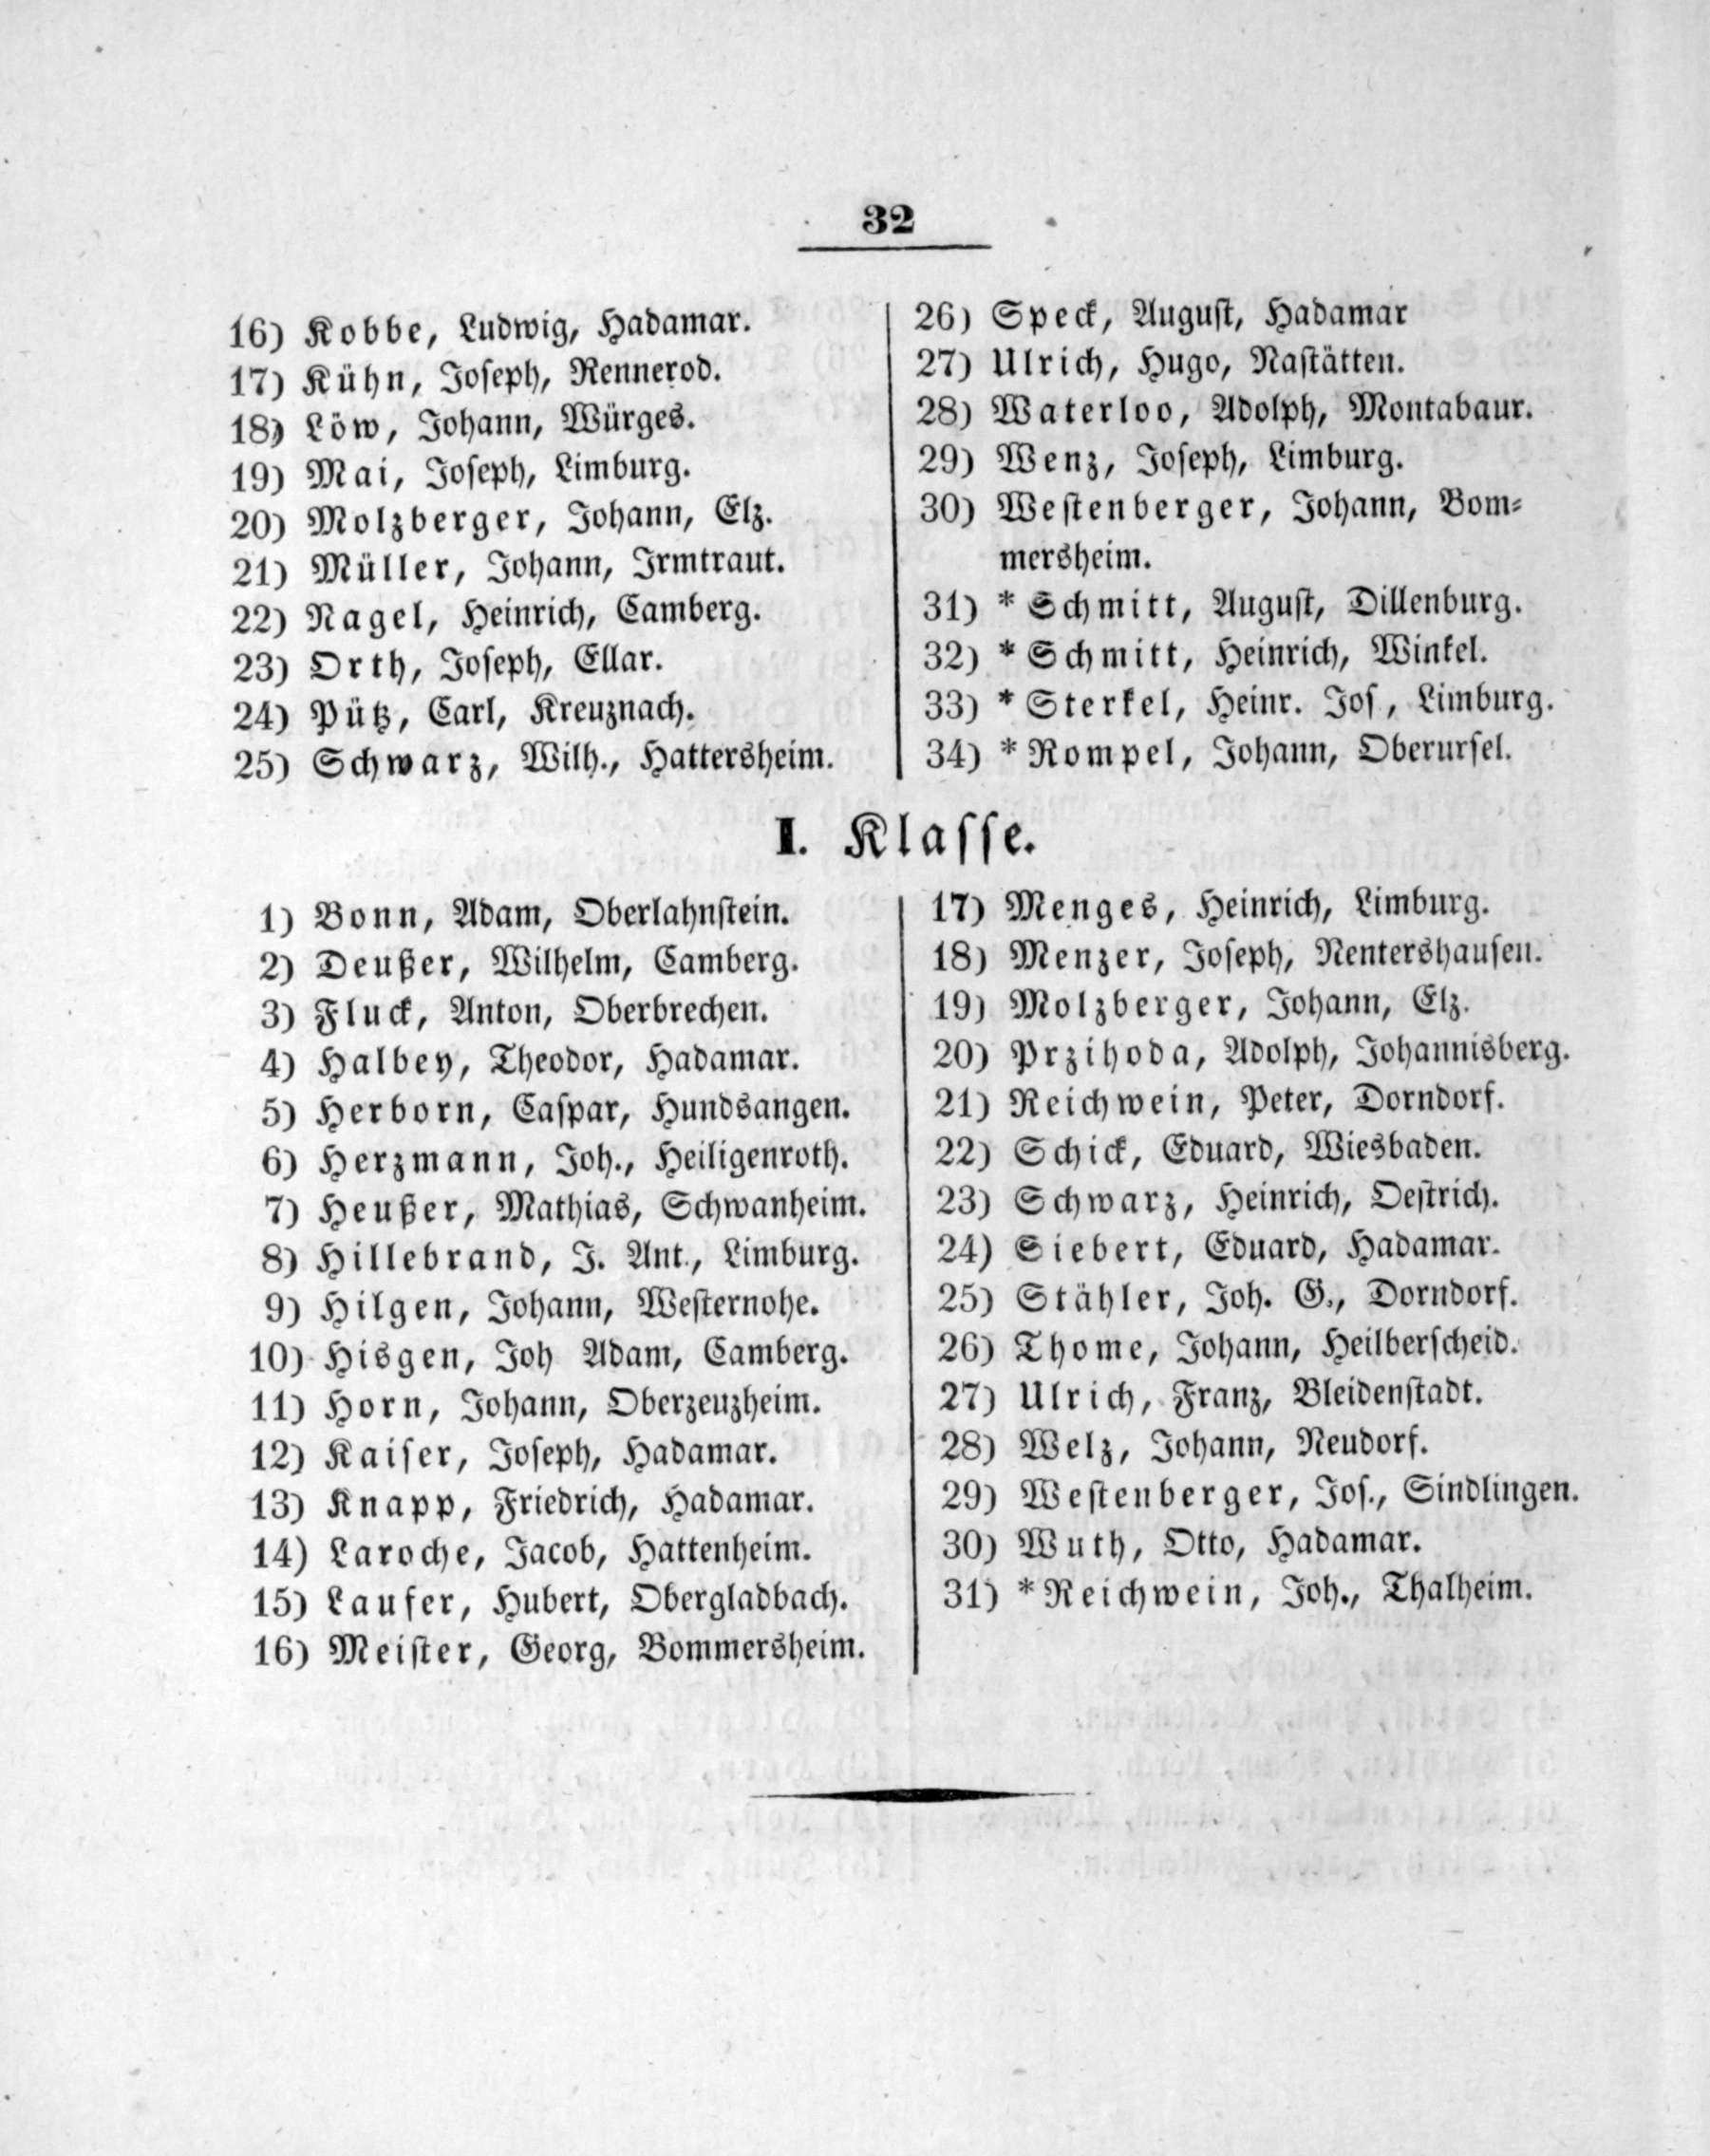 32
16) Kobbe, Ludwig, Hadamar.
17) Kühn, Joseph, Rennerod.
18) Löw, Johann, Würges.
19) Mai, Joseph, Limburg.
20) Molzberger, Johann, Elz.
21) Müller, Johann, Irmtraut.
22) Nagel, Heinrich, Camberg.
23) Orth, Joseph, Ellar.
24) Pütz, Carl, Kreuznach.
25) Schwarz, Wilh., Hattersheim.
26) Speck, August, Hadamar
27) Ulrich, Hugo, Nastätten.
28) Waterloo, Adolph, Montabaur.
29) Wenz, Joseph, Limburg.
30) Westenberger, Johann, Bom-
mersheim.
31) * Schmitt, August, Dillenburg.
32) * Schmitt, Heinrich, Winkel.
33) * Sterkel, Heinr. Jos, Limburg.
34) * Rompel, Johann, Oberursel.
I. Klasse.
1) Bonn, Adam, Oberlahnstein.
2) Deußer, Wilhelm, Camberg.
3) Fluck, Anton, Oberbrechen.
4) Halbey, Theodor, Hadamar.
5) Herborn, Caspar, Hundsangen.
6) Herzmann, Joh., Heiligenroth.
7) Heußer, Mathias, Schwanheim.
8) Hillebrand, J. Ant., Limburg.
9) Hilgen, Johann, Westernohe.
10) Hisgen, Joh Adam, Camberg.
11) Horn, Johann, Oberzeuzheim.
12) Kaiser, Joseph, Hadamar.
13) Knapp, Friedrich, Hadamar.
14) Laroche, Jacob, Hattenheim.
15) Laufer, Hubert, Obergladbach.
16) Meister, Georg, Bommersheim.
17) Menges, Heinrich, Limburg.
18) Menzer, Joseph, Nentershausen.
19) Molzberger, Johann, Elz.
20) Przihoda, Adolph, Johannisberg.
21) Reichwein, Peter, Dorndorf.
22) Schick, Eduard, Wiesbaden.
23) Schwarz, Heinrich, Oestrich.
24) Siebert, Eduard, Hadamar.
25) Stähler, Joh. G., Dorndorf.
26) Thome, Johann, Heilberscheid.
27) Ulrich, Franz, Bleidenstadt.
28) Welz, Johann, Neudorf.
29) Westenberger, Jos., Sindlingen.
30) Wuth, Otto, Hadamar.
31) * Reichwein, Joh., Thalheim.